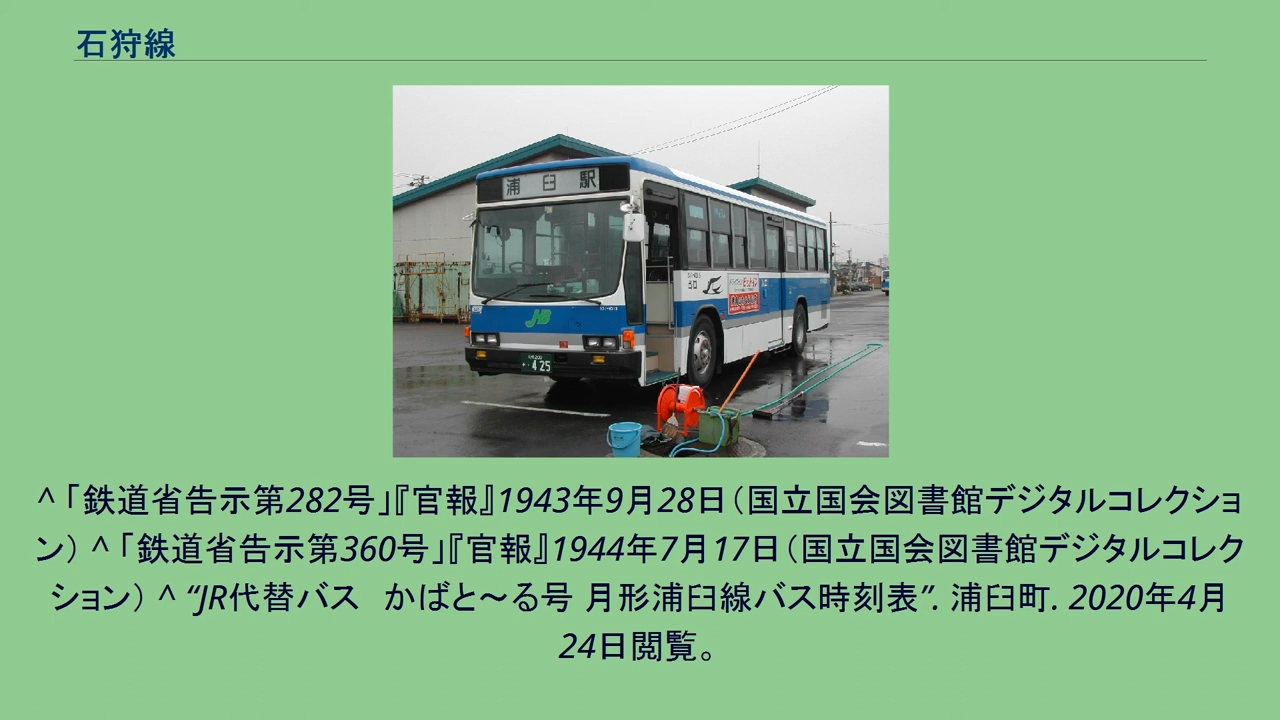 石狩線
浦臼駅
出口
JR
425
^ 「鉄道省告示第282号」『官報』1943年9月28日（国立国会図書館デジタルコレクショ
ン） ^ 「鉄道省告示第360号」『官報』1944年7月17日（国立国会図書館デジタルコレク
ション） ^ “JR代替バス　かばと〜る号 月形浦臼線バス時刻表”. 浦臼町. 2020年4月
24日閲覧。